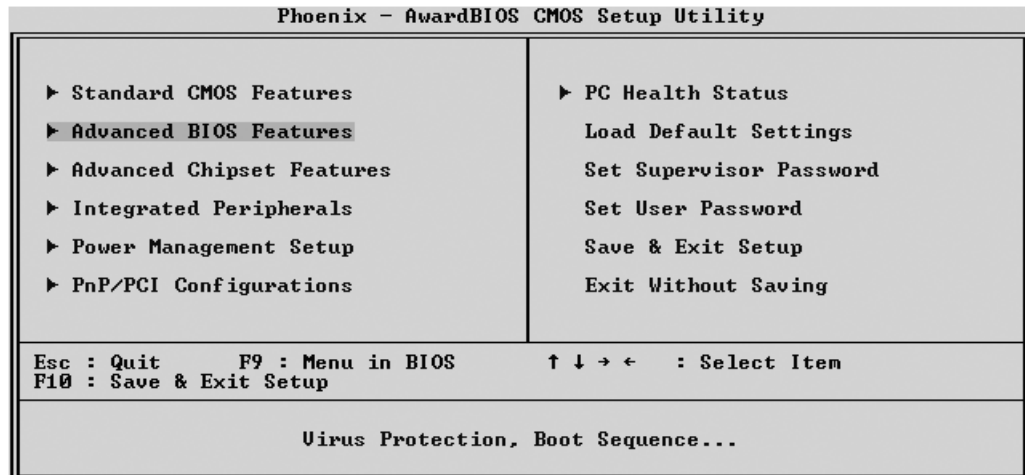 Phoenix - AwardBIOS CMOS Setup Utility
▶ Standard CMOS Features
▶ Advanced BIOS Features
▶ Advanced Chipset Features
▶ Integrated Peripherals
▶ Power Management Setup
▶ PnP/PCI Configurations
▶ PC Health Status
Load Default Settings
Set Supervisor Password
Set User Password
Save & Exit Setup
Exit Without Saving
Esc : Quit F9 : Menu in BIOS ↑ ↓ → ← : Select Item
F10 : Save & Exit Setup
Virus Protection, Boot Sequence...